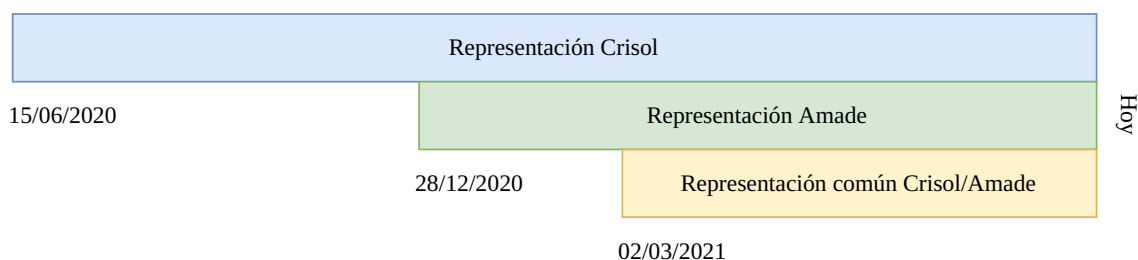 Representación Crisol
15/06/2020
Representación Amade
Hoy
28/12/2020
Representación común Crisol/Amade
02/03/2021